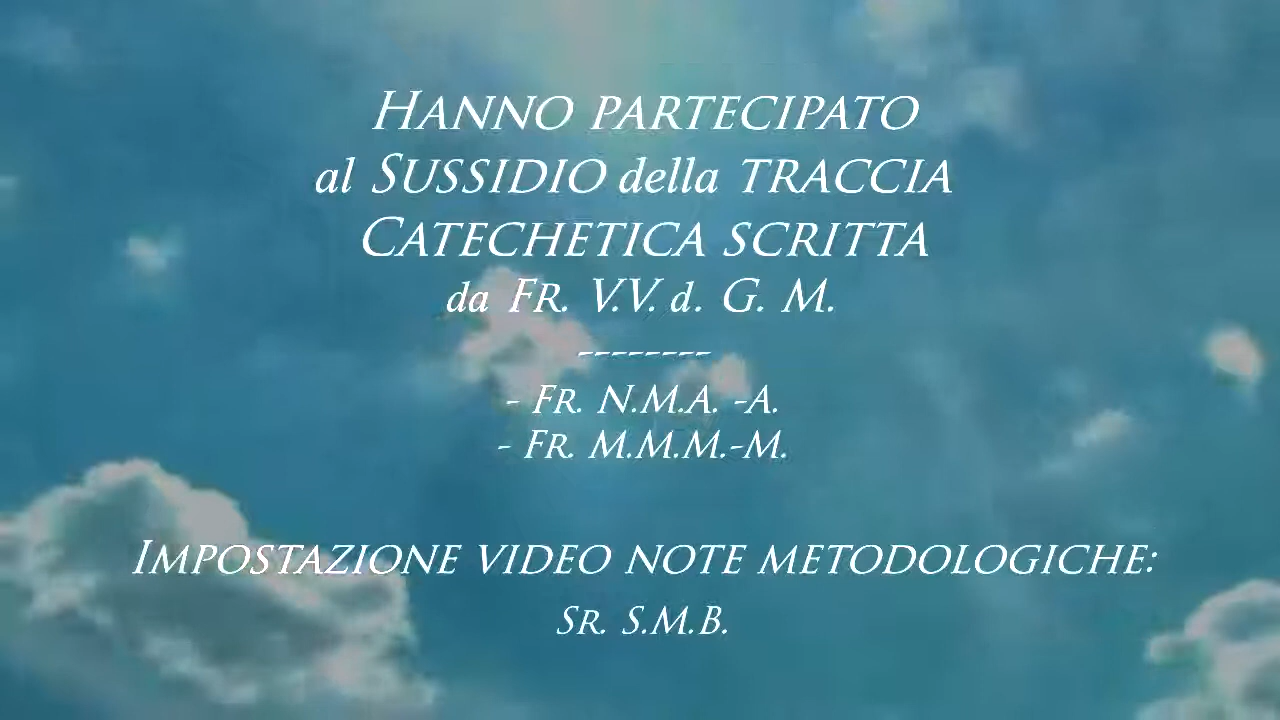 HANNO PARTECIPATO
al SUSSIDIO della TRACCIA
CATECHETICA SCRITTA
da FR. V.V. d. G. M.
--------
- FR. N.M.A. -A.
- FR. M.M.M.-M.
IMPOSTAZIONE VIDEO NOTE METODOLOGICHE:
SR. S.M.B.